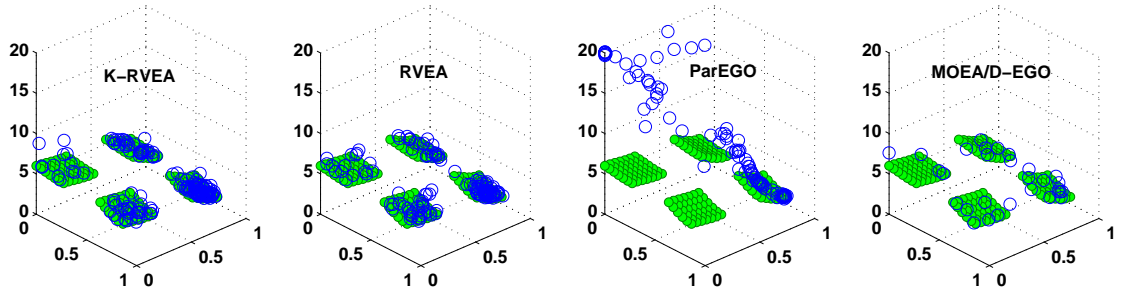 20 20 20 20
K−RVEA RVEA ParEGO MOEA/D−EGO
15 15 15 15
10 10 10 10
5 5 5 5
0 0 0 0
0 1 0 1 0 1 0 1
0.5 0.5 0.5 0.5 0.5 0.5 0.5 0.5
1 0 1 0 1 0 1 0